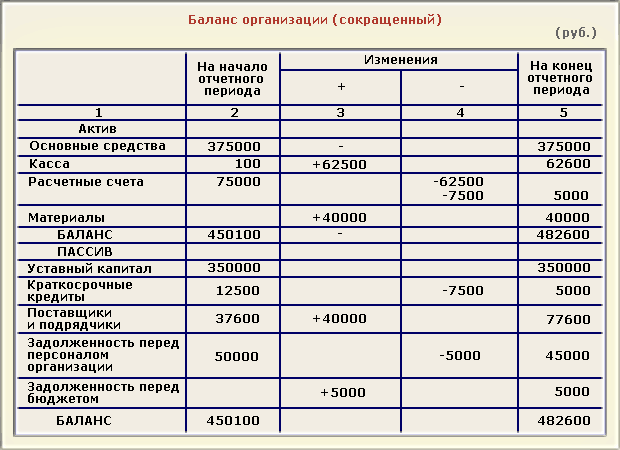 Баланс организации (сокращенный)
(руб.)
На начало отчетного периода
Изменения
На конец отчетного периода
+ -
1 2 3 4 5
Актив
Основные средства 375000 - 375000
Касса 100 +62500 62600
Расчетные счета 75000 -62500
-7500 5000
Материалы +40000 40000
БАЛАНС 450100 - 482600
ПАССИВ
Уставный капитал 350000 350000
Краткосрочные
кредиты 12500 -7500 5000
Поставщики
и подрядчики 37600 +40000 77600
Задолженность перед
персоналом
организации 50000 -5000 45000
Задолженность перед
бюджетом +5000 5000
БАЛАНС 450100 482600